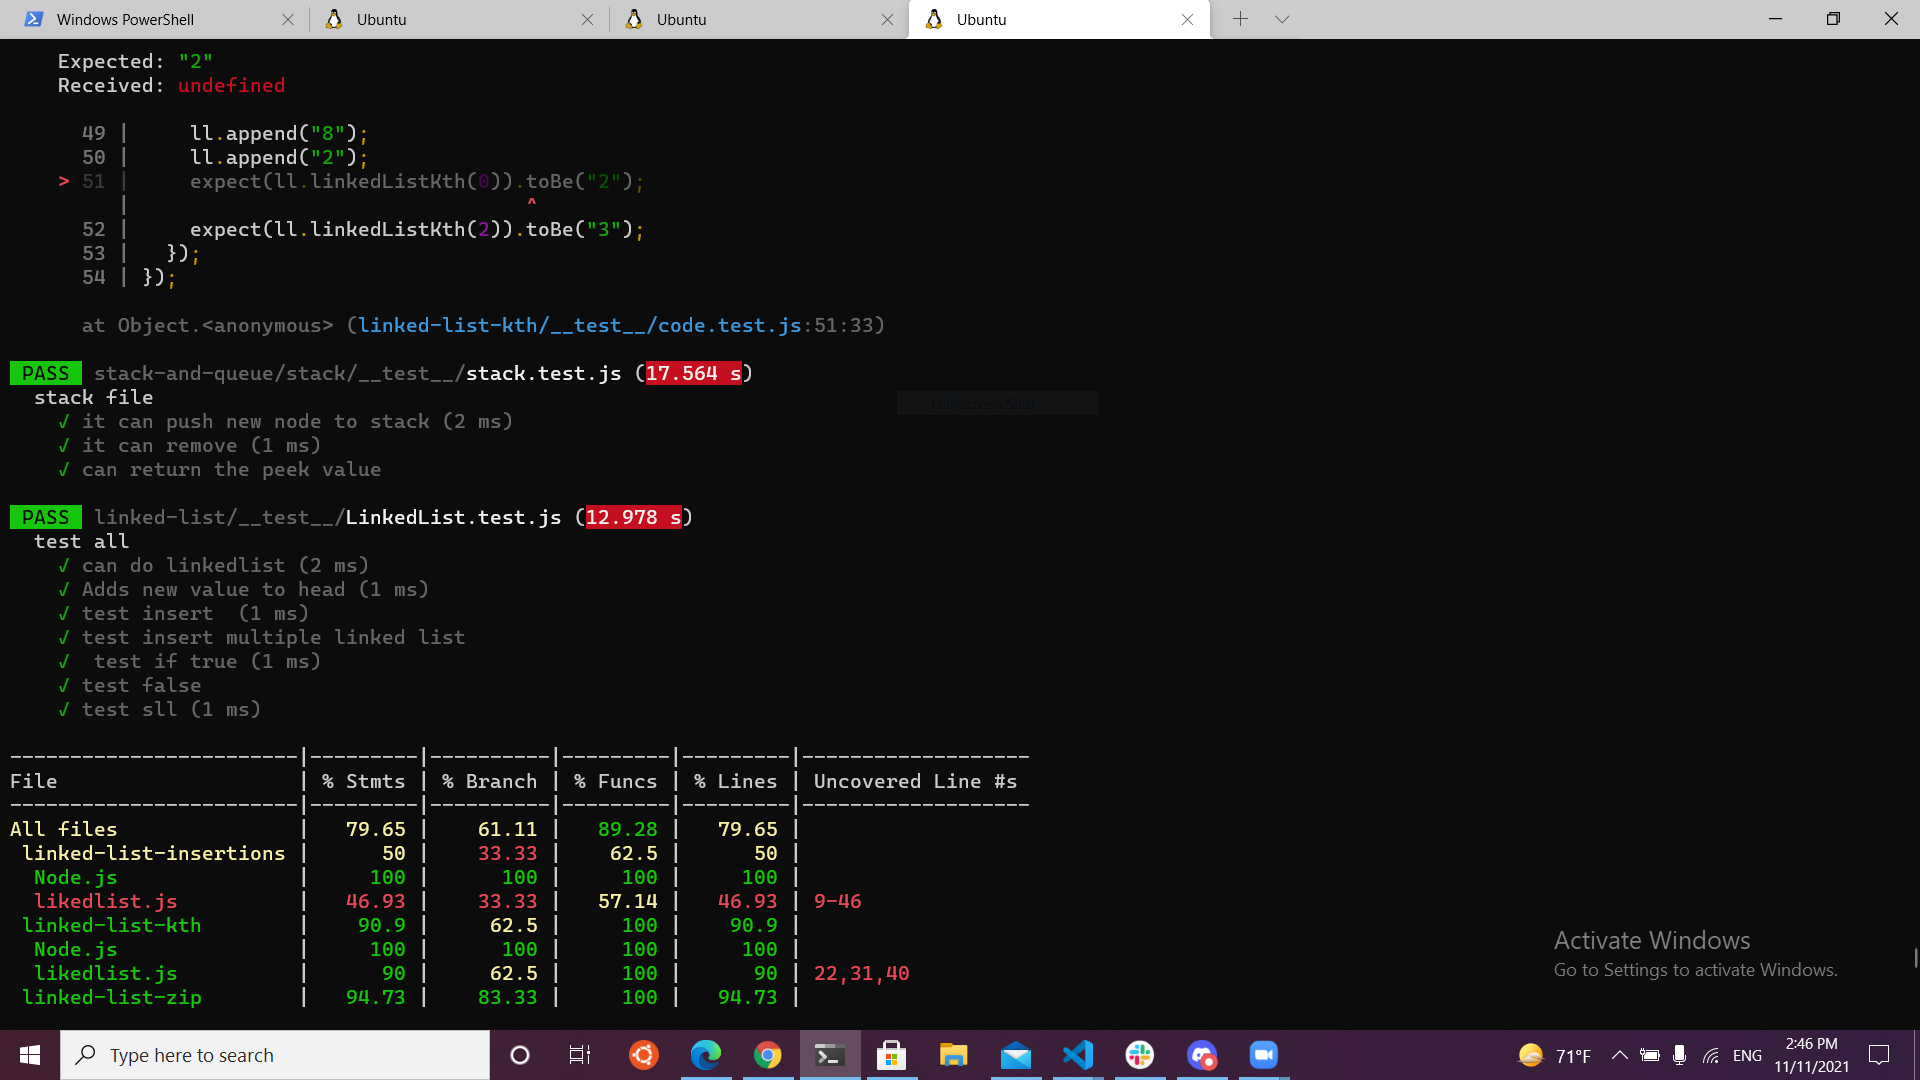 Windows PowerShell
Ubuntu
Ubuntu
Ubuntu
Expected: "2"
Received: undefined
49 |     ll.append("8");
50 |     ll.append("2");
> 51 |     expect(ll.linkedListKth(0)).toBe("2");
|                                  ^
52 |     expect(ll.linkedListKth(2)).toBe("3");
53 |   });
54 | });
at Object.<anonymous> (linked-list-kth/__test__/code.test.js:51:33)
PASS stack-and-queue/stack/__test__/stack.test.js (17.564 s)
Full-screen Snip
stack file
√ it can push new node to stack (2 ms)
√ it can remove (1 ms)
√ can return the peek value
PASS linked-list/__test__/LinkedList.test.js (12.978 s)
test all
√ can do linkedlist (2 ms)
√ Adds new value to head (1 ms)
√ test insert  (1 ms)
√ test insert multiple linked list
√  test if true (1 ms)
√ test false
√ test sll (1 ms)
------------------------|---------|----------|---------|---------|-------------------
File                    | % Stmts | % Branch | % Funcs | % Lines | Uncovered Line #s
------------------------|---------|----------|---------|---------|-------------------
All files               |   79.65 |    61.11 |   89.28 |   79.65 |
linked-list-insertions |      50 |    33.33 |    62.5 |      50 |
Node.js               |     100 |      100 |     100 |     100 |
likedlist.js          |   46.93 |    33.33 |   57.14 |   46.93 | 9-46
linked-list-kth        |    90.9 |     62.5 |     100 |    90.9 |
Node.js               |     100 |      100 |     100 |     100 |
likedlist.js          |      90 |     62.5 |     100 |      90 | 22,31,40
linked-list-zip        |   94.73 |    83.33 |     100 |   94.73 |
Activate Windows
Go to Settings to activate Windows.
Type here to search
71°F
ENG
2:46 PM
11/11/2021